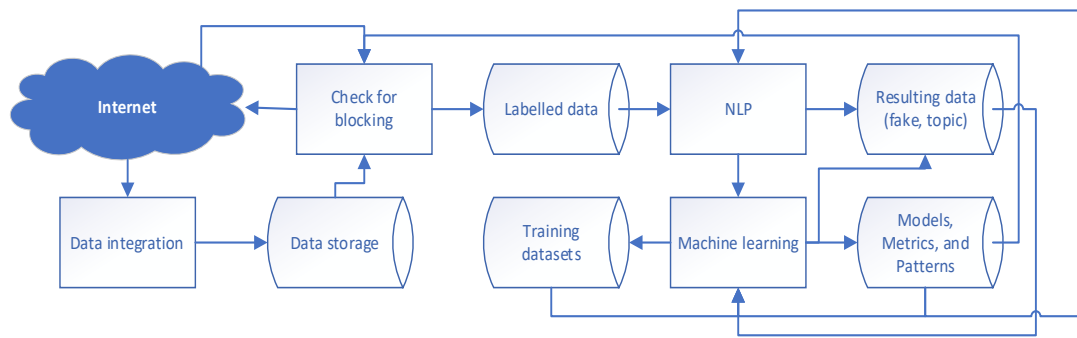 Internet
Check for
blocking
Labelled data
NLP
Resulting data
(fake, topic)
Data integration
Data storage
Training
datasets
Machine learning
Models,
Metrics, and
Patterns